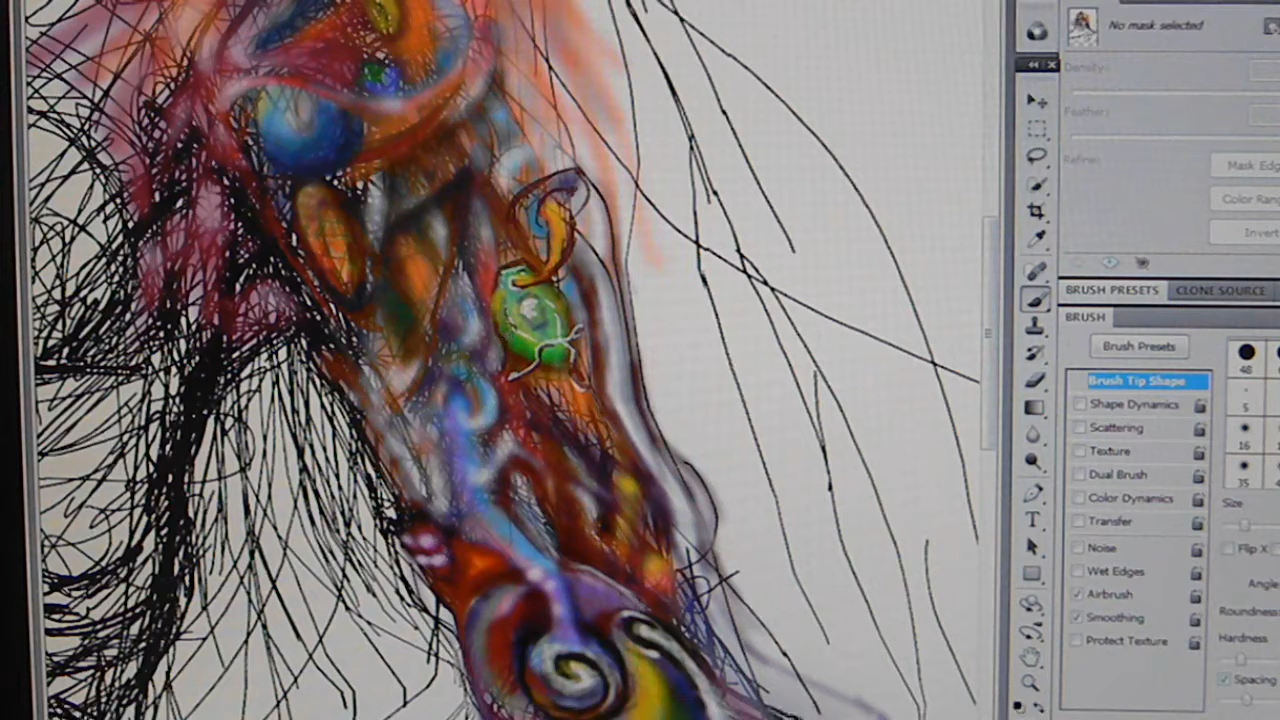 No mask selected
Density:
Feather:
Refine:
Mask Edg
Color Rang
Invert
BRUSH PRESETS
CLONE SOURCE
BRUSH
Brush Presets
Brush Tip Shape
Shape Dynamics
Scattering
Texture
Dual Brush
Color Dynamics
Transfer
Noise
Wet Edges
Airbrush
Smoothing
Protect Texture
48
5
16
35
Size
Flip X
Angle
Roundness
Hardness
Spacing